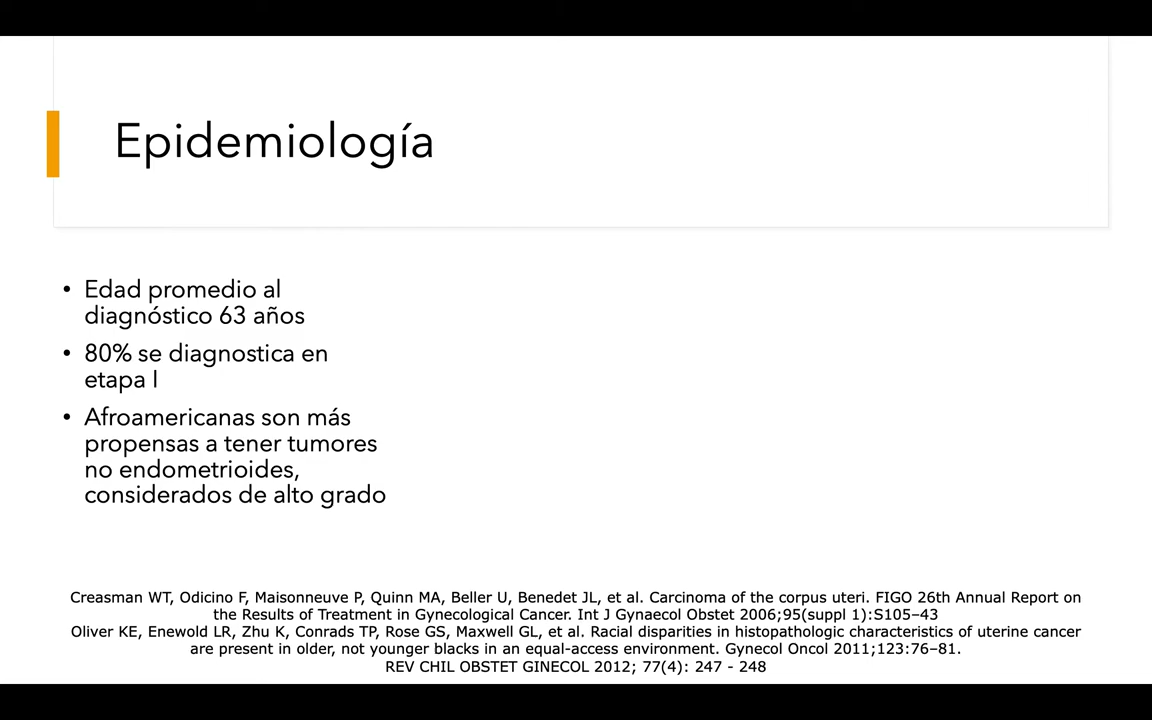 Epidemiología
• Edad promedio al
diagnóstico 63 años
• 80% se diagnostica en
etapa I
• Afroamericanas son más
propensas a tener tumores
no endometrioides,
considerados de alto grado
Creasman WT, Odicino F, Maisonneuve P, Quinn MA, Beller U, Benedet JL, et al. Carcinoma of the corpus uteri. FIGO 26th Annual Report on
the Results of Treatment in Gynecological Cancer. Int J Gynaecol Obstet 2006;95(suppl 1):S105–43
Oliver KE, Enewold LR, Zhu K, Conrads TP, Rose GS, Maxwell GL, et al. Racial disparities in histopathologic characteristics of uterine cancer
are present in older, not younger blacks in an equal-access environment. Gynecol Oncol 2011;123:76–81.
REV CHIL OBSTET GINECOL 2012; 77(4): 247 - 248